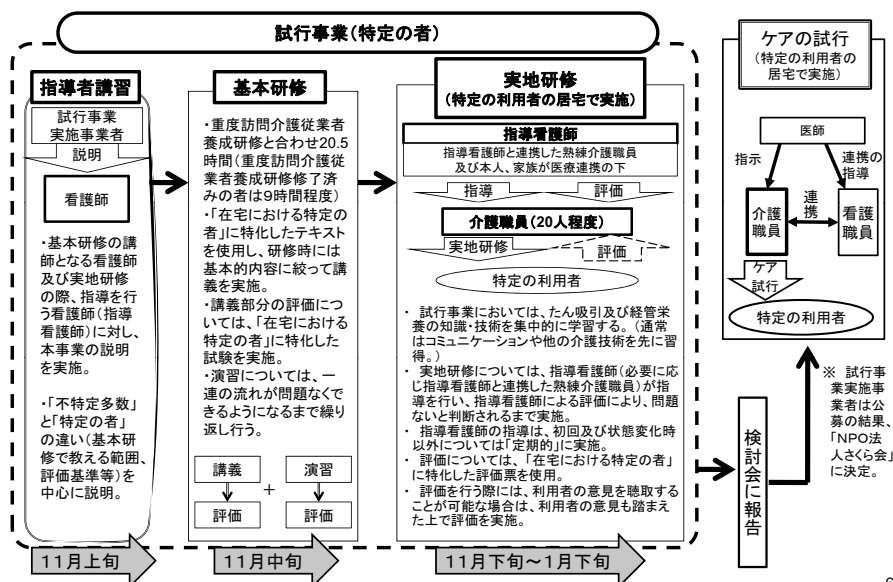 試行事業(特定の者)
指導者講習
試行事業
実施事業者
説明
看護師
・基本研修の講
師となる看護師
及び実地研修
の際、指導を行
う看護師(指導
看護師)に対し、
本事業の説明
を実施。
・「不特定多数」
と「特定の者」
の違い(基本研
修で教える範囲、
評価基準等)を
中心に説明。
11月上旬
基本研修
・重度訪問介護従業者
養成研修と合わせ20.5
時間(重度訪問介護従
業者養成研修修了済
みの者は9時間程度)
・「在宅における特定の
者」に特化したテキスト
を使用し、研修時には
基本的内容に絞って講
義を実施。
・講義部分の評価につ
いては、「在宅における
特定の者」に特化した
試験を実施。
・演習については、一
連の流れが問題なくで
きるようになるまで繰り
返し行う。
講義
+
演習
評価
評価
11月中旬
実地研修
(特定の利用者の居宅で実施)
指導看護師
指導看護師と連携した熟練介護職員
及び本人、家族が医療連携の下
指導
評価
介護職員(20人程度)
実地研修
評価
特定の利用者
・ 試行事業においては、たん吸引及び経管栄
養の知識・技術を集中的に学習する。(通常
はコミュニケーションや他の介護技術を先に習
得。)
・ 実地研修については、指導看護師(必要に応
じ指導看護師と連携した熟練介護職員)が指
導を行い、指導看護師による評価により、問題
ないと判断されるまで実施。
・ 指導看護師の指導は、初回及び状態変化時
以外については「定期的」に実施。
・ 評価については、「在宅における特定の者」
に特化した評価票を使用。
・ 評価を行う際には、利用者の意見を聴取する
ことが可能な場合は、利用者の意見も踏まえ
た上で評価を実施。
11月下旬~1月下旬
ケアの試行
(特定の利用者の
居宅で実施)
医師
指示
連携の
指導
介護
職員
連
携
看護
職員
ケア
試行
特定の利用者
検討会に報告
※ 試行事
業実施事
業者は公
募の結果、
「NPO法
人さくら会」
に決定。
6